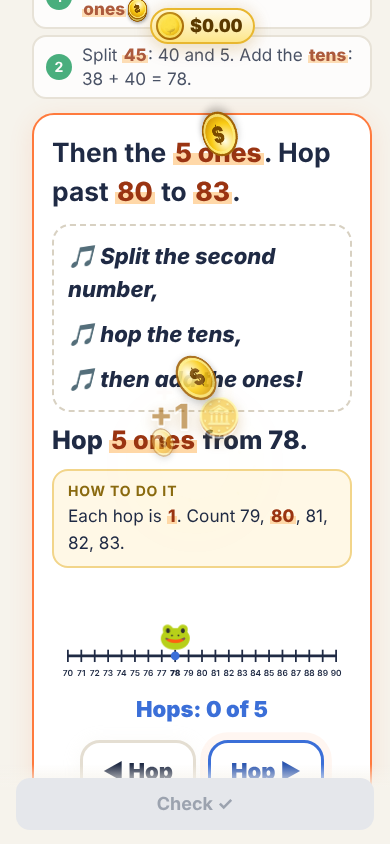 ones
$0.00
2
Split 45: 40 and 5. Add the tens:
38 + 40 = 78.
Then the 5 ones. Hop
past 80 to 83.
🎵 Split the second
number,
🎵 hop the tens,
🎵 then add the ones!
+1
Hop 5 ones from 78.
HOW TO DO IT
Each hop is 1. Count 79, 80, 81,
82, 83.
70 71 72 73 74 75 76 77 78 79 80 81 82 83 84 85 86 87 88 89 90
Hops: 0 of 5
◀ Hop
Hop ▶
Check ✓